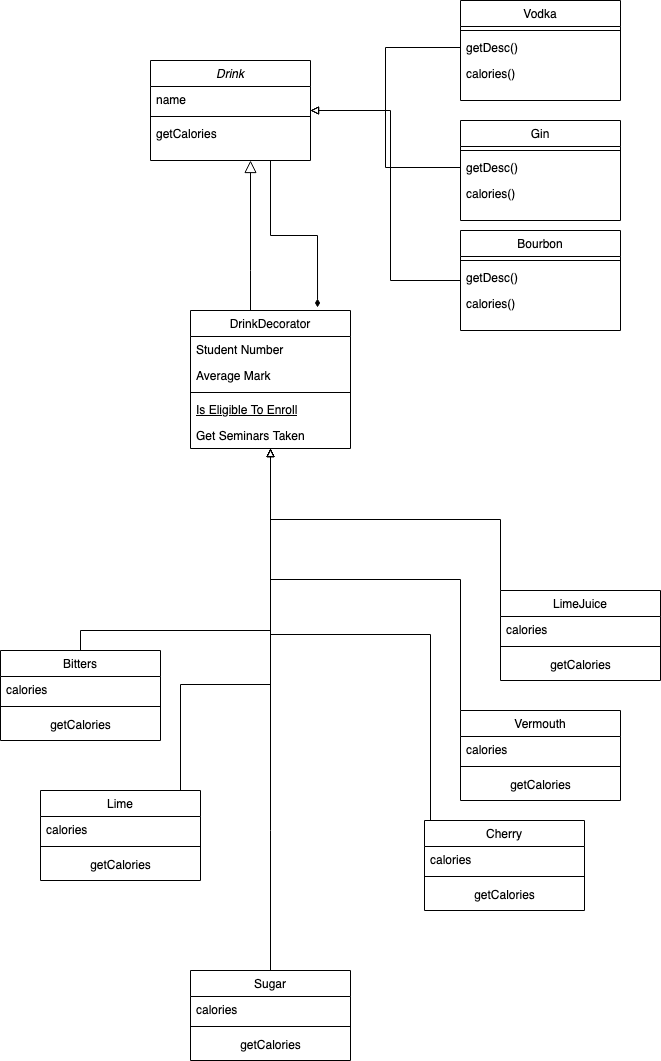 Vodka
getDesc()
calories()
Drink
name
getCalories
Gin
getDesc()
calories()
Bourbon
getDesc()
calories()
DrinkDecorator
Student Number
Average Mark
Is Eligible To Enroll
Get Seminars Taken
LimeJuice
calories
getCalories
Bitters
calories
getCalories
Vermouth
calories
getCalories
Lime
calories
getCalories
Cherry
calories
getCalories
Sugar
calories
getCalories